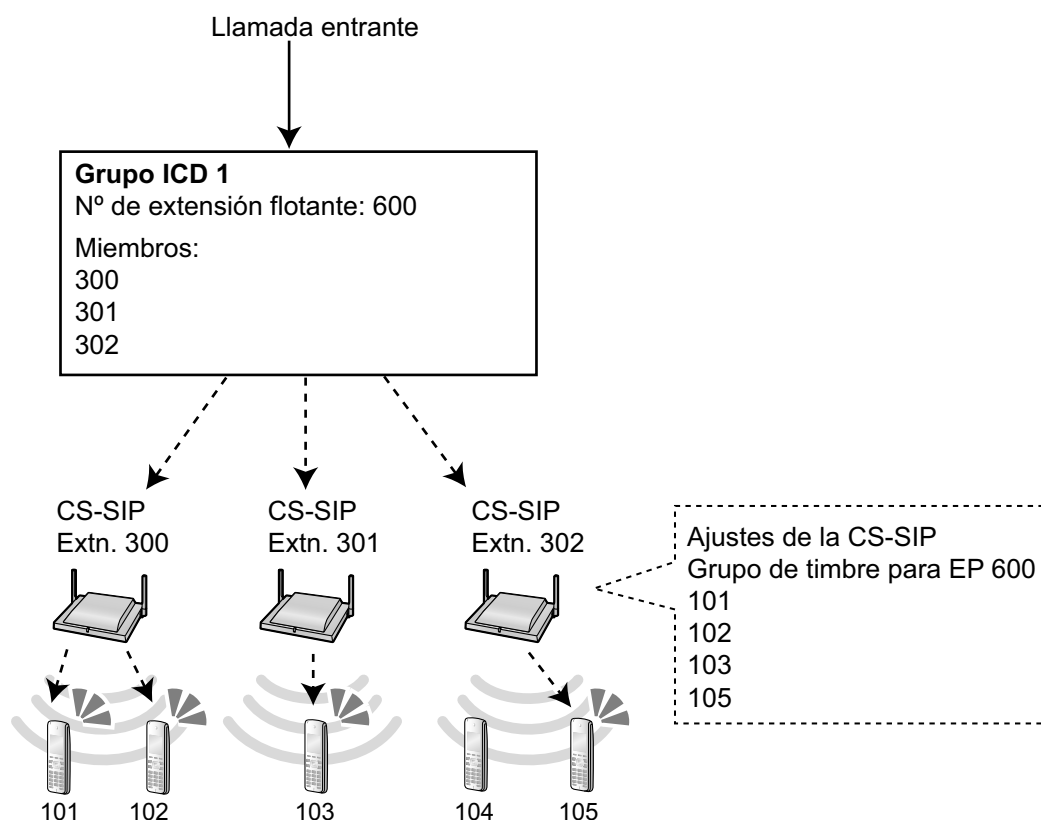 Llamada entrante
Grupo ICD 1
Nº de extensión flotante: 600
Miembros:
300
301
302
CS-SIP
Extn. 300
CS-SIP
Extn. 301
CS-SIP
Extn. 302
Ajustes de la CS-SIP
Grupo de timbre para EP 600
101
102
103
105
101
102
103
104
105